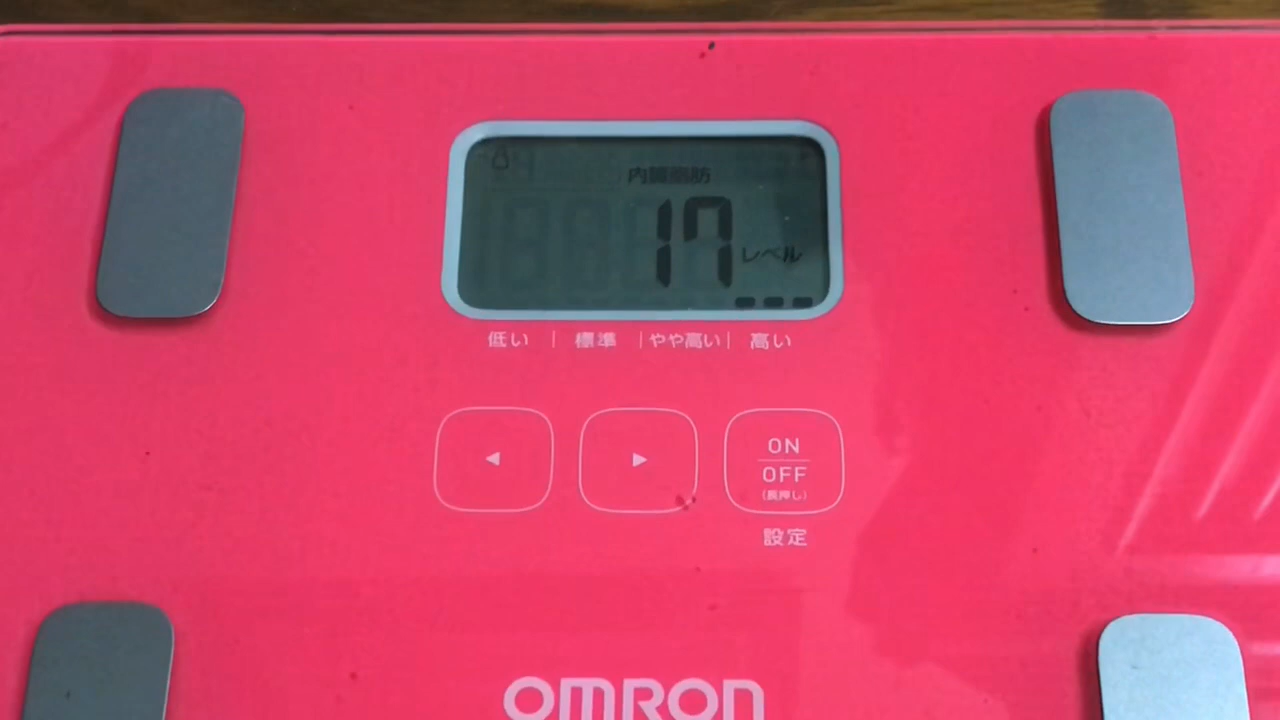 内臓脂肪
17 レベル
低い | 標準 | やや高い | 高い
◀ ▶ ON
OFF
(長押し)
設定
OMRON